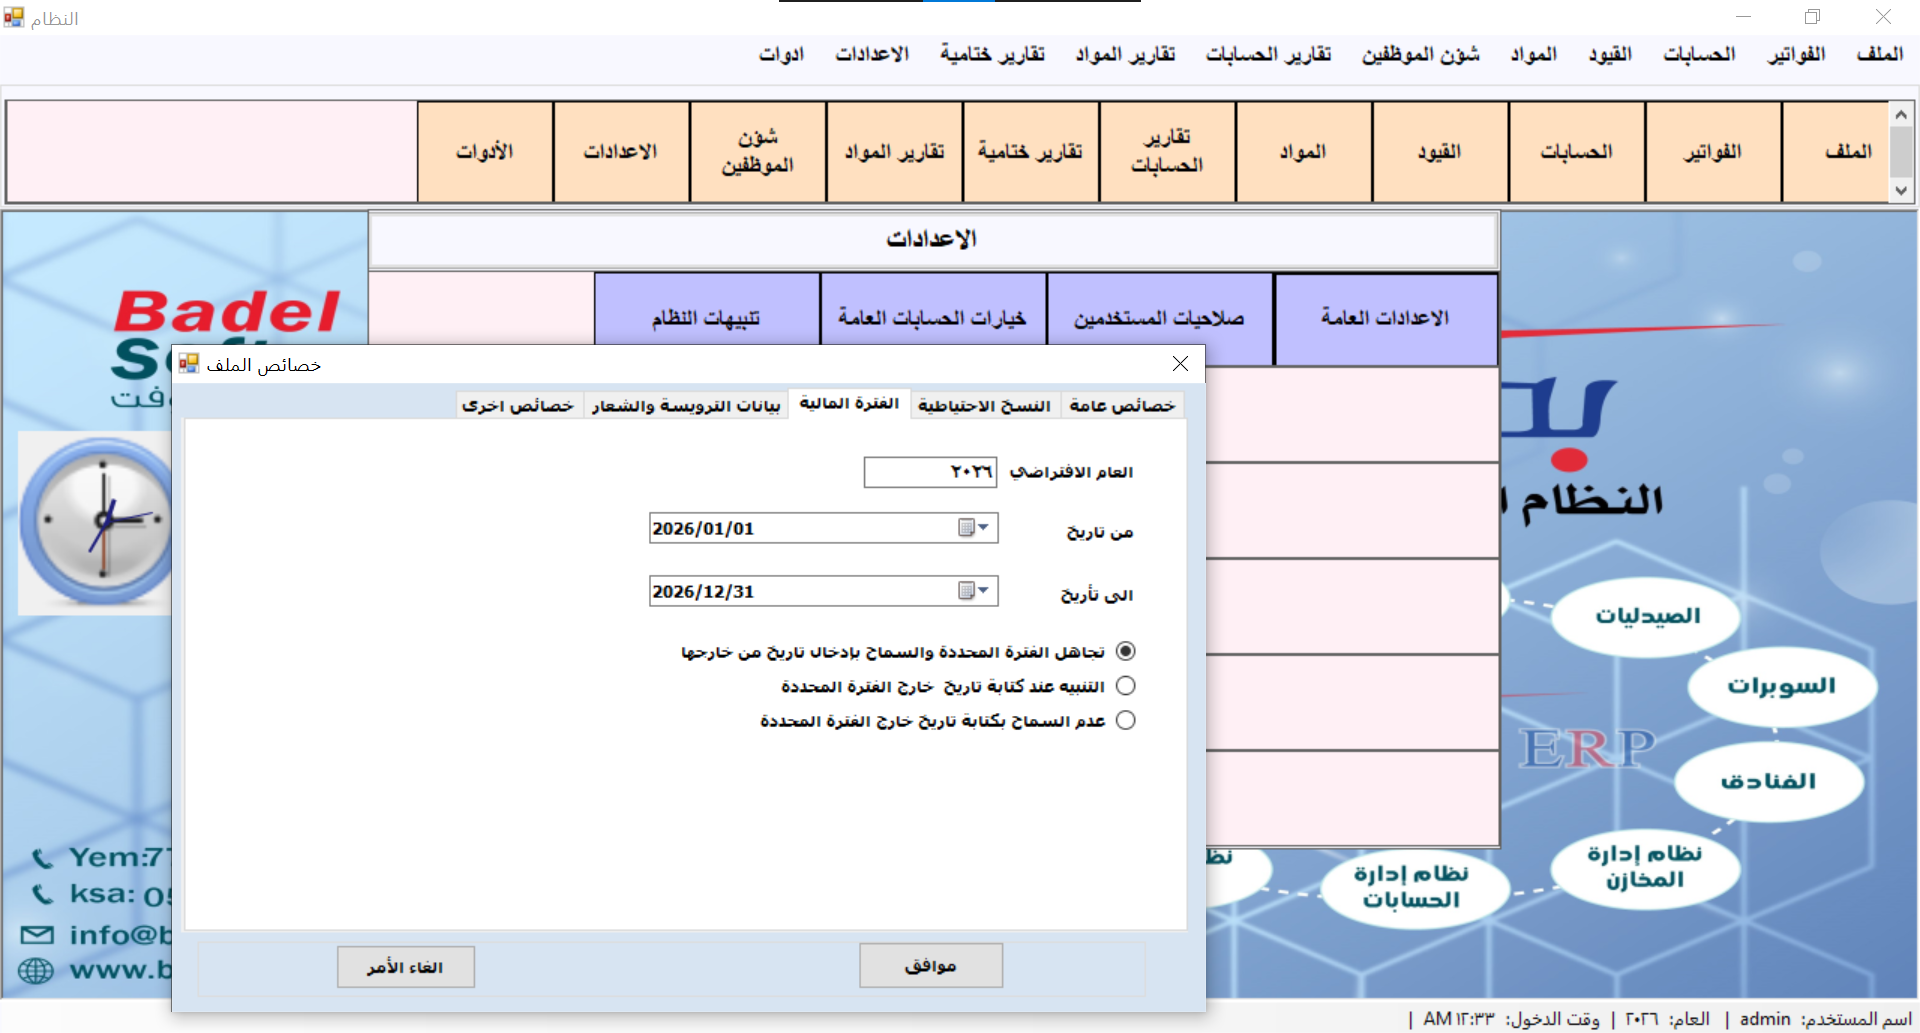 النظام
الملف الفواتير الحسابات القيود المواد شؤن الموظفين تقارير الحسابات تقارير المواد تقارير ختامية الاعدادات ادوات
الملف
الفواتير
الحسابات
القيود
المواد
تقارير
الحسابات
تقارير ختامية
تقارير المواد
شؤن
الموظفين
الاعدادات
الأدوات
الاعدادات
الاعدادات العامة
صلاحيات المستخدمين
خيارات الحسابات العامة
تنبيهات النظام
Badel
خصائص الملف
خصائص عامة
النسخ الاحتياطية
الفترة المالية
بيانات الترويسة والشعار
خصائص اخرى
العام الافتراضي ٢٠٢٦
من تاريخ 2026/01/01
الى تأريخ 2026/12/31
تجاهل الفترة المحددة والسماح بإدخال تاريخ من خارجها
التنبيه عند كتابة تاريخ خارج الفترة المحددة
عدم السماح بكتابة تاريخ خارج الفترة المحددة
موافق
الغاء الأمر
النظام
الصيدليات
السوبرات
ERP
الفنادق
نظام إدارة
المخازن
نظام إدارة
الحسابات
Yem:77
ksa: 05
info@b
www.b
اسم المستخدم: admin | العام: ٢٠٢٦ | وقت الدخول: ١٢:٣٣ AM |